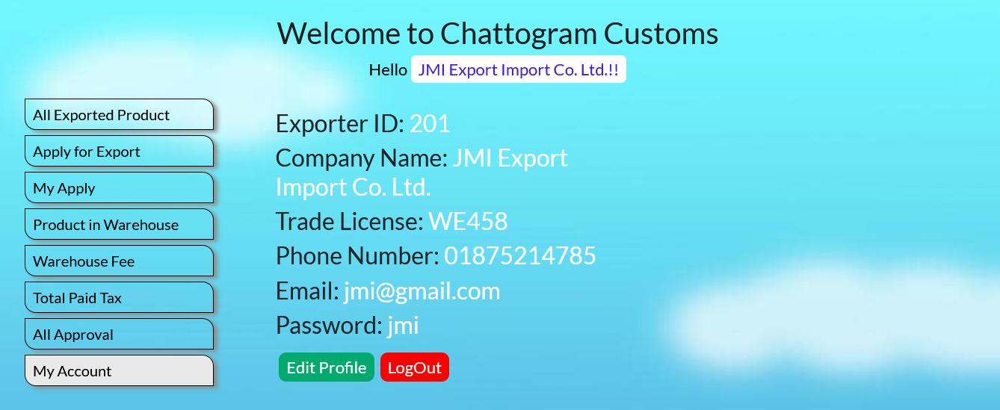 Welcome to Chattogram Customs
Hello JMI Export Import Co. Ltd.!!
All Exported Product
Apply for Export
My Apply
Product in Warehouse
Warehouse Fee
Total Paid Tax
All Approval
My Account
Exporter ID: 201
Company Name: JMI Export
Import Co. Ltd.
Trade License: WE458
Phone Number: 01875214785
Email: jmi@gmail.com
Password: jmi
Edit Profile LogOut